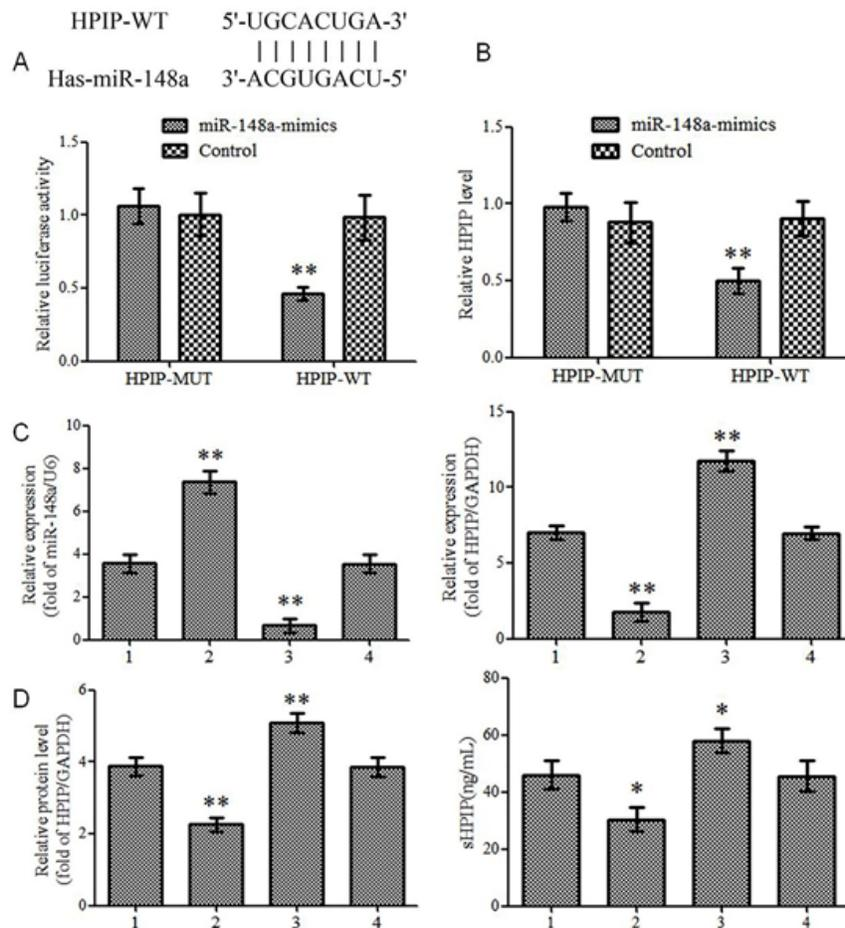 HPIP-WT 5'-UGCACUGA-3'
A
Has-miR-148a 3'-ACGUGACU-5'
miR-148a-mimics
Control
Relative luciferase activity
1.5
1.0
0.5
0.0
**
HPIP-MUT HPIP-WT
B
miR-148a-mimics
Control
Relative HPIP level
1.5
1.0
0.5
0.0
**
HPIP-MUT HPIP-WT
C
Relative expression
(fold of miR-148a/U6)
10
8
6
4
2
0
**
**
1 2 3 4
Relative expression
(fold of HPIP/GAPDH)
15
10
5
0
**
**
1 2 3 4
D
Relative protein level
(fold of HPIP/GAPDH)
6
4
2
0
**
**
1 2 3 4
sHPIP(ng/mL)
80
60
40
20
0
*
*
1 2 3 4